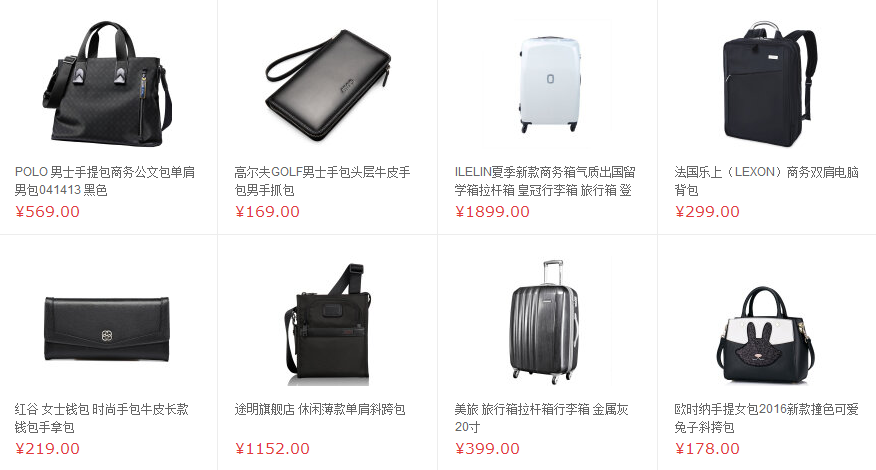 POLO 男士手提包商务公文包单肩
男包041413 黑色
¥569.00
高尔夫GOLF男士手包头层牛皮手
包男手抓包
¥169.00
ILELIN夏季新款商务箱气质出国留
学箱拉杆箱 皇冠行李箱 旅行箱 登
¥1899.00
法国乐上（LEXON）商务双肩电脑
背包
¥299.00
红谷 女士钱包 时尚手包牛皮长款
钱包手拿包
¥219.00
途明旗舰店 休闲薄款单肩斜跨包
¥1152.00
美旅 旅行箱拉杆箱行李箱 金属灰
20寸
¥399.00
欧时纳手提女包2016新款撞色可爱
兔子斜挎包
¥178.00